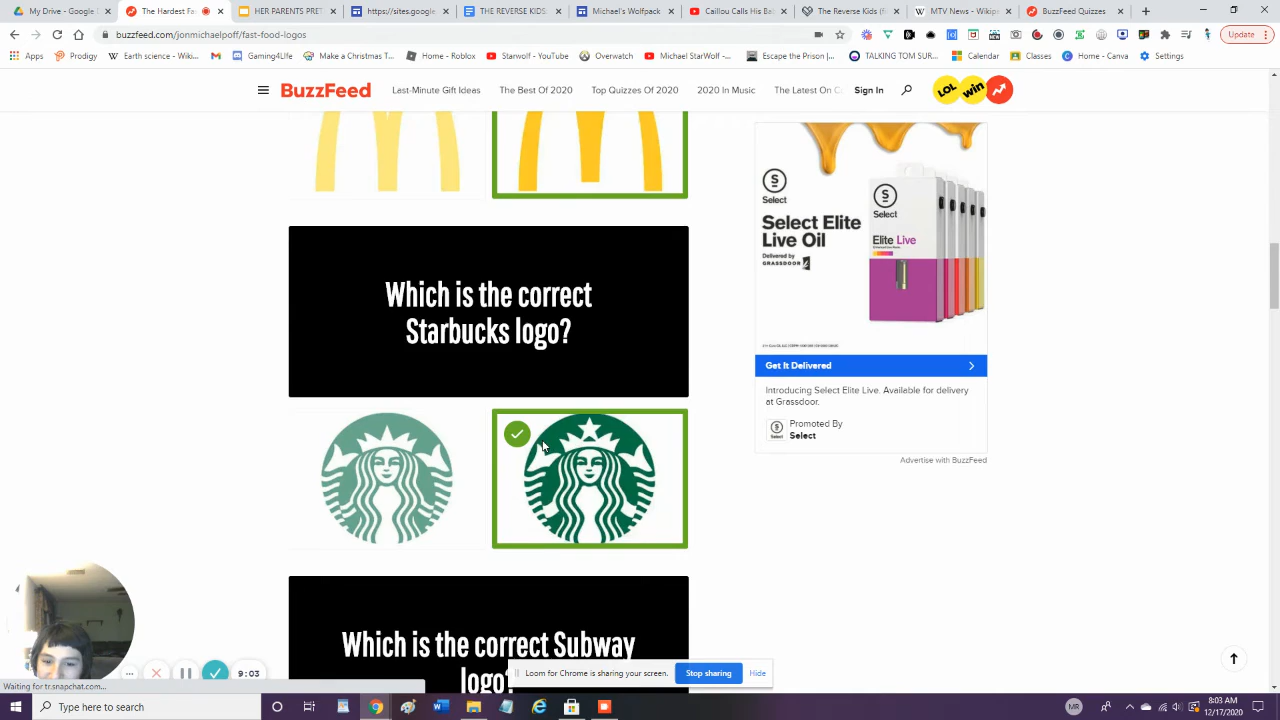 My Drive - Google
The Hardest Fa
HER PARENTS PRET
https://sites.google.
THE REVERSE KIDS:
Michael's Wolfpack
Caillou Calls His Bab
The Reverse Kids (f
MTV News - Wikipe
BuzzFeed Quizzes
buzzfeed.com/jonmichaelpoff/fast-food-logos
Update
Apps
Prodigy
Earth science - Wiki...
GameofLife
Make a Christmas T...
Home - Roblox
Starwolf - YouTube
Overwatch
Michael StarWolf -...
Escape the Prison |...
TALKING TOM SUR...
Calendar
Classes
Home - Canva
Settings
BuzzFeed
Last-Minute Gift Ideas
The Best Of 2020
Top Quizzes Of 2020
2020 In Music
The Latest On C
Sign In
LOL
win
S
Select
S
Select
Select Elite
Live Oil
Elite Live
Delivered by
GRASSDOOR
Which is the correct
Starbucks logo?
Get It Delivered
Introducing Select Elite Live. Available for delivery
at Grassdoor.
Promoted By
Select
Advertise with BuzzFeed
Which is the correct Subway
logo?
9:03
Loom for Chrome is sharing your screen.
Stop sharing
Hide
Waiting for tr.snapchat.com...
Type here to search
MR
8:03 AM
12/17/2020